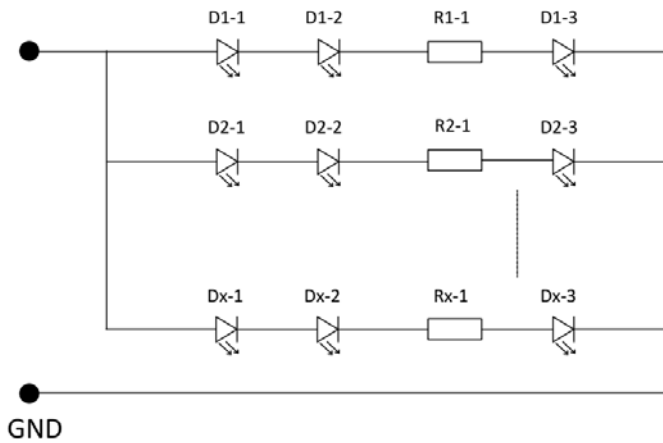 D1-1 D1-2 R1-1 D1-3
D2-1 D2-2 R2-1 D2-3
Dx-1 Dx-2 Rx-1 Dx-3
GND